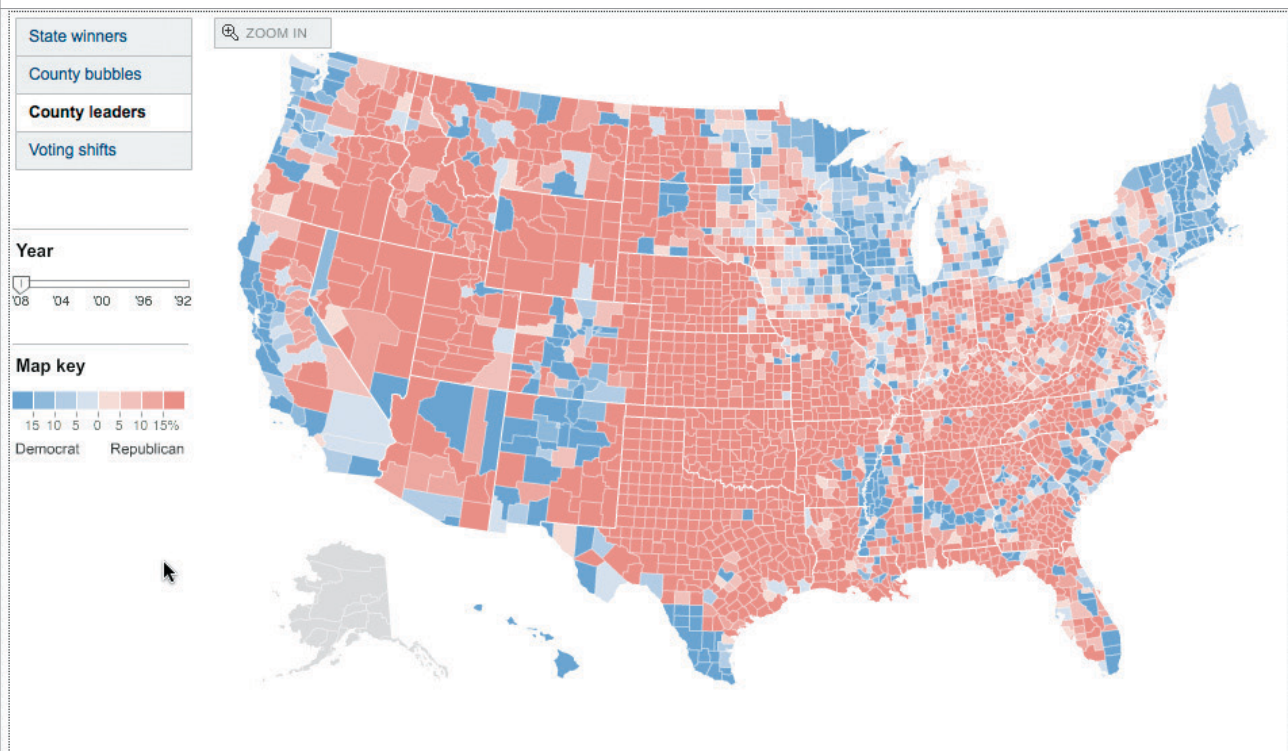 State winners
ZOOM IN
County bubbles
County leaders
Voting shifts
Year
'08 '04 '00 '96 '92
Map key
15 10 5 0 5 10 15%
Democrat Republican